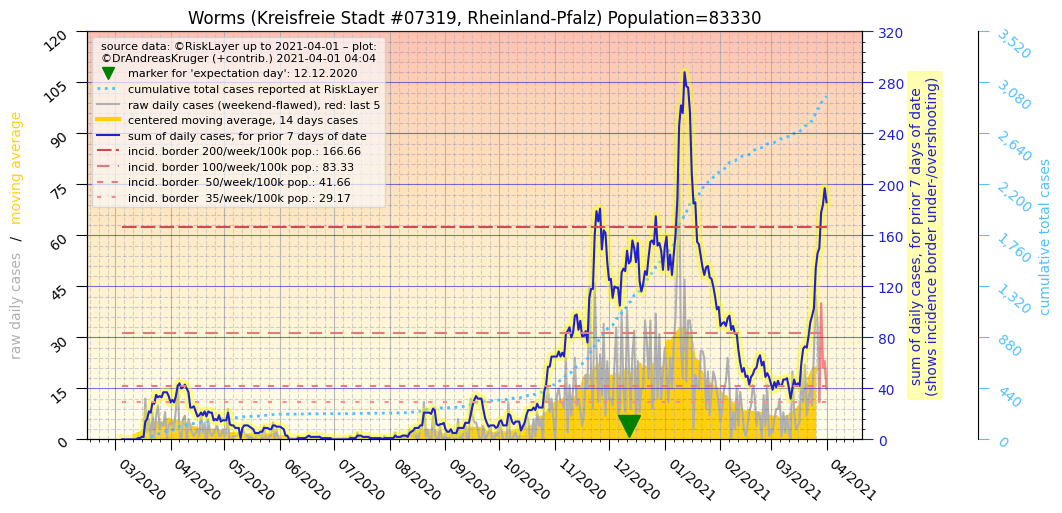 Worms (Kreisfreie Stadt #07319, Rheinland-Pfalz) Population=83330
source data: ©RiskLayer up to 2021-04-01 – plot:
©DrAndreasKruger (+contrib.) 2021-04-01 04:04
marker for 'expectation day': 12.12.2020
cumulative total cases reported at RiskLayer
raw daily cases (weekend-flawed), red: last 5
centered moving average, 14 days cases
sum of daily cases, for prior 7 days of date
incid. border 200/week/100k pop.: 166.66
incid. border 100/week/100k pop.: 83.33
incid. border  50/week/100k pop.: 41.66
incid. border  35/week/100k pop.: 29.17
raw daily cases  /  moving average
120
105
90
75
60
45
30
15
0
03/2020
04/2020
05/2020
06/2020
07/2020
08/2020
09/2020
10/2020
11/2020
12/2020
01/2021
02/2021
03/2021
04/2021
320
280
240
200
160
120
80
40
0
sum of daily cases, for prior 7 days of date
(shows incidence border under-/overshooting)
3,520
3,080
2,640
2,200
1,760
1,320
880
440
0
cumulative total cases